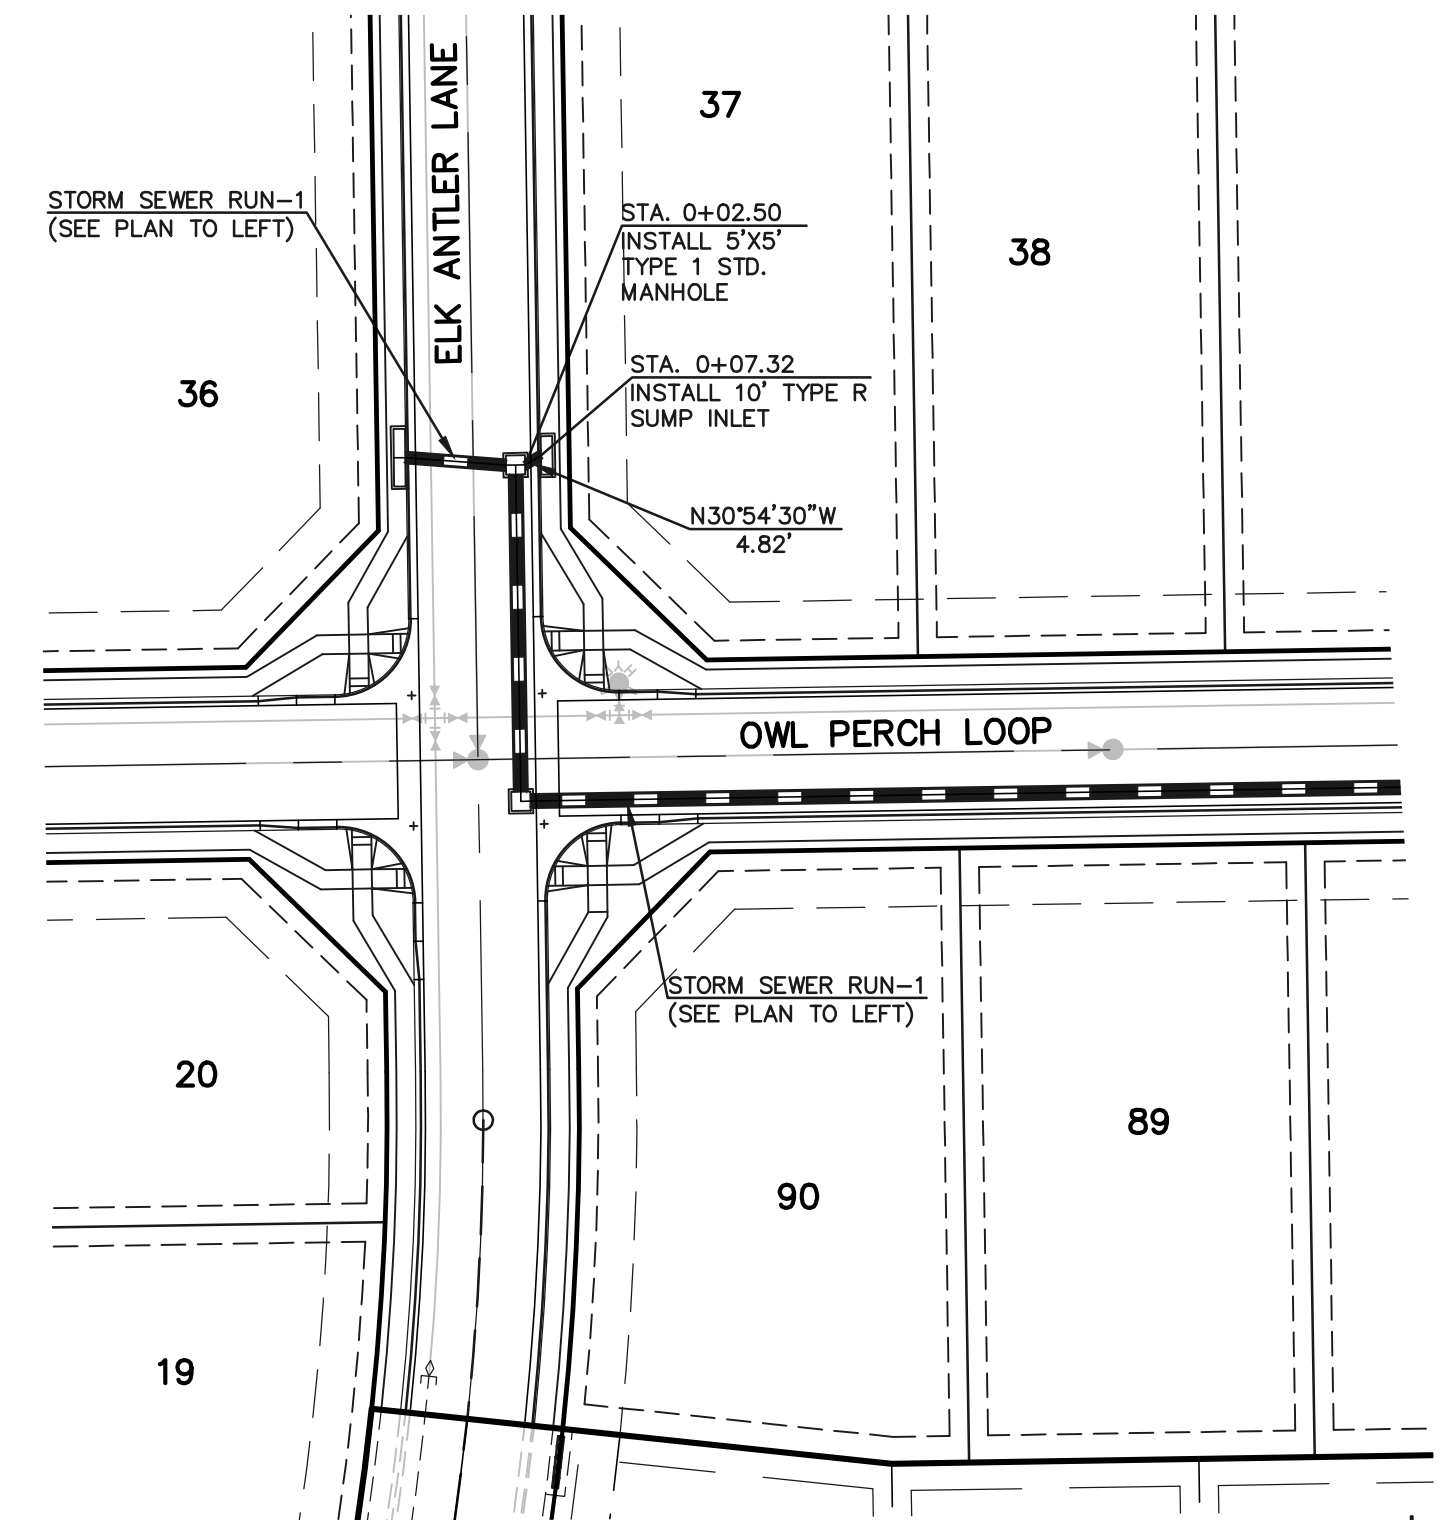 ELK ANTLER LANE
37
STORM SEWER RUN-1
(SEE PLAN TO LEFT)
STA. 0+02.50
INSTALL 5'X5'
TYPE 1 STD.
MANHOLE
38
STA. 0+07.32
INSTALL 10' TYPE R
SUMP INLET
36
N30°54'30"W
4.82'
OWL PERCH LOOP
STORM SEWER RUN-1
(SEE PLAN TO LEFT)
20
89
90
19